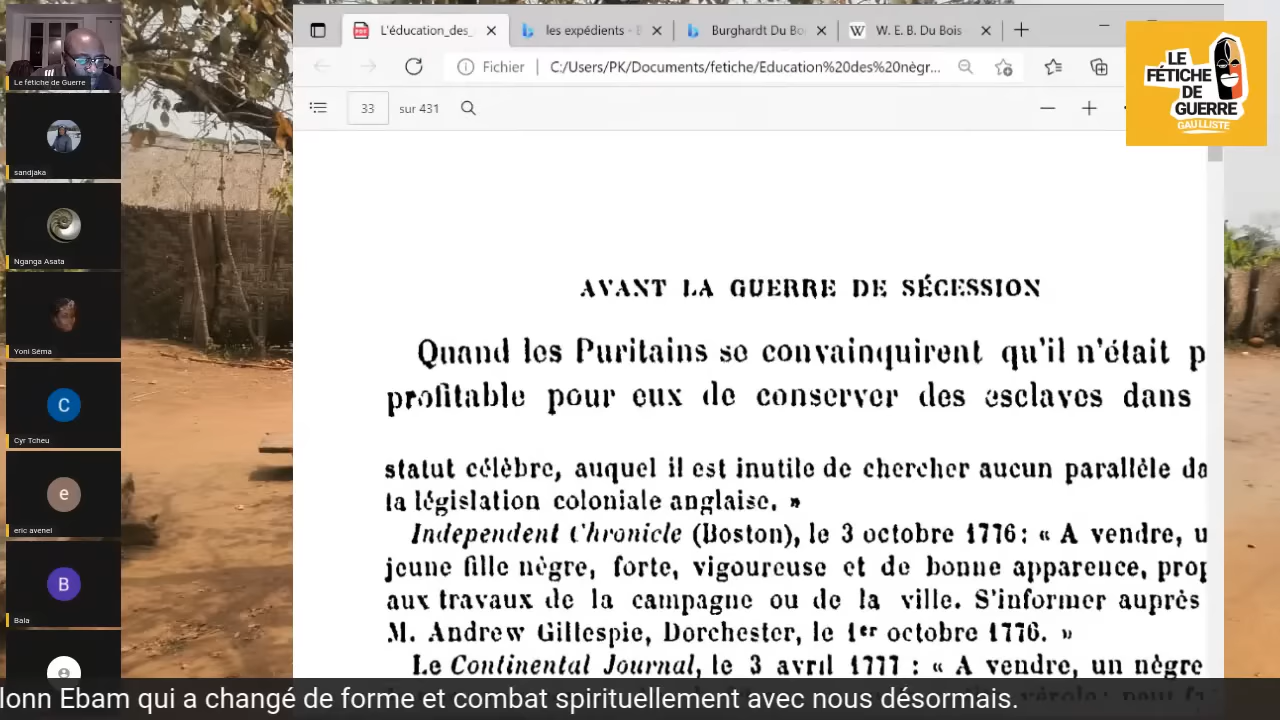 L'éducation_des_
les expédients -
Burghardt Du Bo
W. E. B. Du Bois
Fichier
C:/Users/PK/Documents/fetiche/Education%20des%20nègr...
33
sur 431
LE
FÉTICHE
DE
GUERRE
GAULLISTE
Le fétiche de Guerre
sandjaka
Nganga Asata
Yoni Séma
C
Cyr Tcheu
e
eric avenel
B
Bala
e
AVANT LA GUERRE DE SÉCESSION
Quand les Puritains se convainquirent qu'il n'était p
profitable pour eux de conserver des esclaves dans
statut célèbre, auquel il est inutile de chercher aucun parallèle da
la législation coloniale anglaise. »
Independent Chronicle (Boston), le 3 octobre 1776: « A vendre, u
jeune fille nègre, forte, vigoureuse et de bonne apparence, prop
aux travaux de la campagne ou de la ville. S'informer auprès
M. Andrew Gillespie, Dorchester, le 1er octobre 1776. »
Le Continental Journal, le 3 avril 1777 : « A vendre, un nègre
lonn Ebam qui a changé de forme et combat spirituellement avec nous désormais.